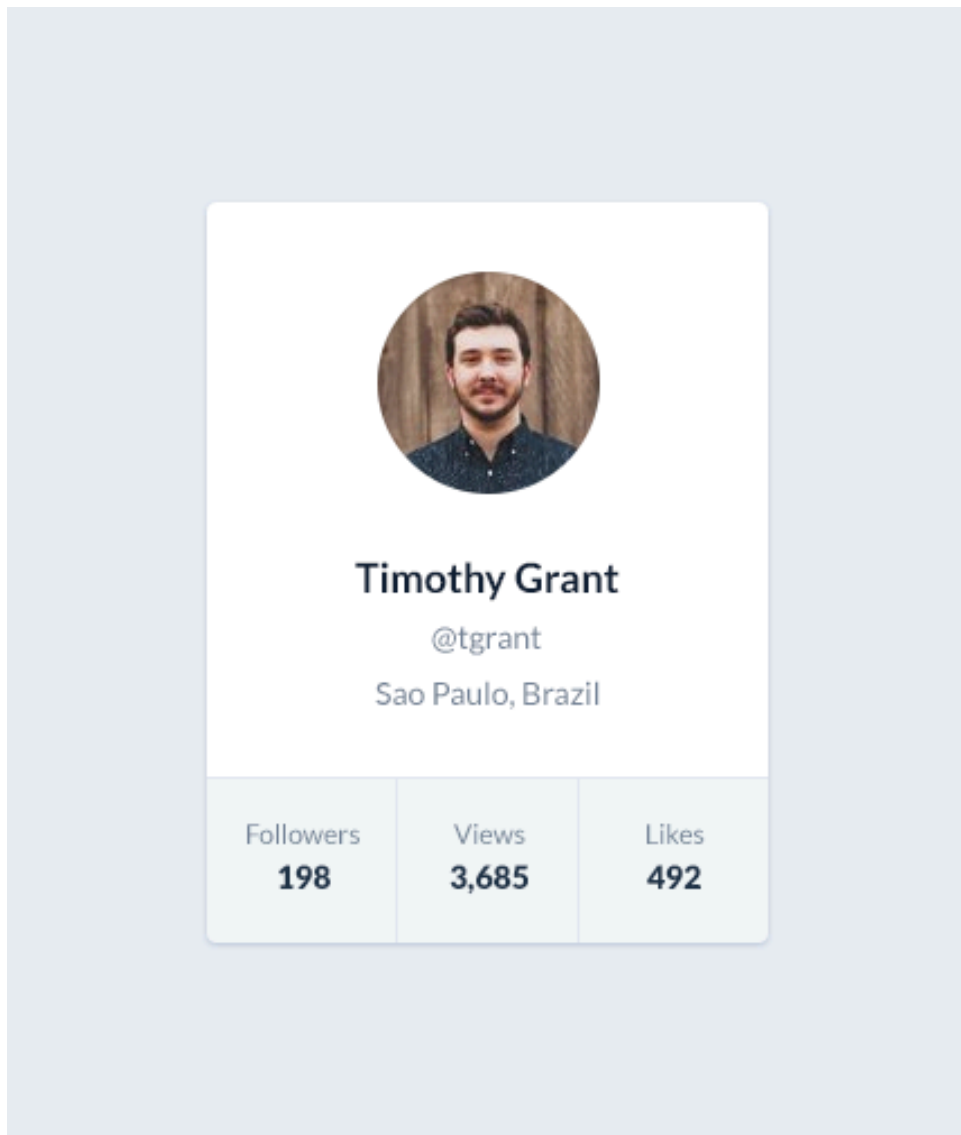 Timothy Grant
@tgrant
Sao Paulo, Brazil
Followers Views Likes
198 3,685 492